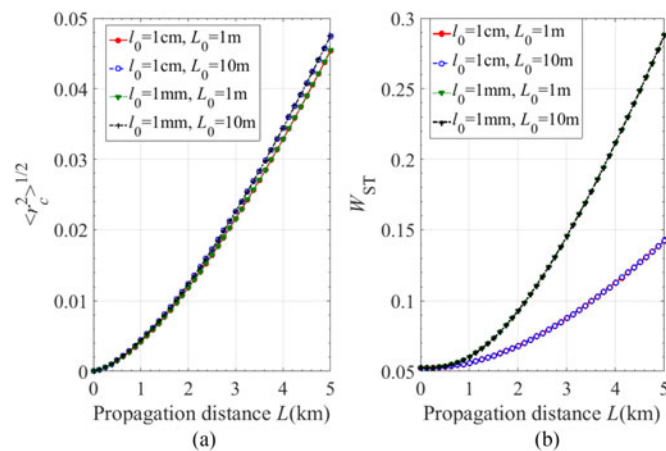 (a)
l₀=1cm, L₀=1m
l₀=1cm, L₀=10m
l₀=1mm, L₀=1m
l₀=1mm, L₀=10m
<r_c²>^1/2
0.05
0.04
0.03
0.02
0.01
0
0 1 2 3 4 5
Propagation distance L(km)
(a)
(b)
l₀=1cm, L₀=1m
l₀=1cm, L₀=10m
l₀=1mm, L₀=1m
l₀=1mm, L₀=10m
W_ST
0.3
0.25
0.2
0.15
0.1
0.05
0 1 2 3 4 5
Propagation distance L(km)
(b)